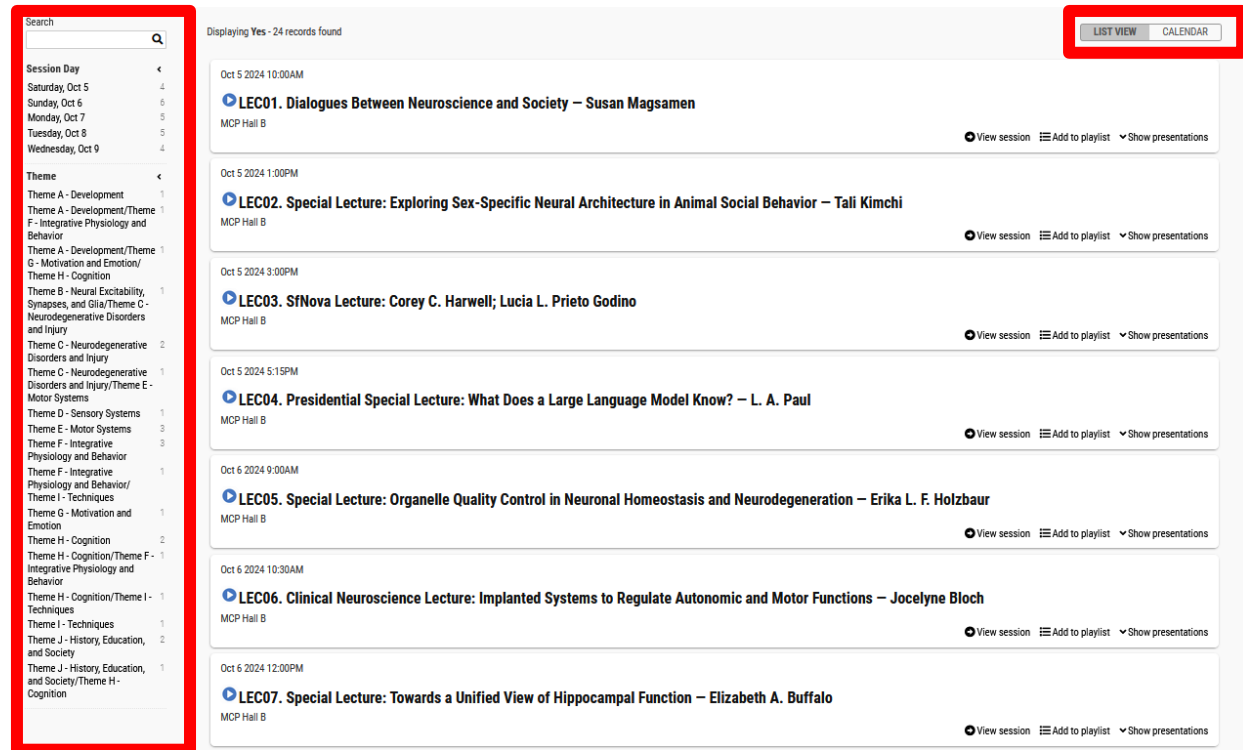 Search
Session Day
Saturday, Oct 5 4
Sunday, Oct 6 6
Monday, Oct 7 5
Tuesday, Oct 8 5
Wednesday, Oct 9 4
Theme
Theme A - Development 1
Theme A - Development/Theme 1
F - Integrative Physiology and
Behavior
Theme A - Development/Theme 1
G - Motivation and Emotion/
Theme H - Cognition
Theme B - Neural Excitability, 1
Synapses, and Glia/Theme C -
Neurodegenerative Disorders
and Injury
Theme C - Neurodegenerative 2
Disorders and Injury
Theme C - Neurodegenerative 1
Disorders and Injury/Theme E -
Motor Systems
Theme D - Sensory Systems 1
Theme E - Motor Systems 3
Theme F - Integrative 3
Physiology and Behavior
Theme F - Integrative 1
Physiology and Behavior/
Theme I - Techniques
Theme G - Motivation and 1
Emotion
Theme H - Cognition 2
Theme H - Cognition/Theme F - 1
Integrative Physiology and
Behavior
Theme H - Cognition/Theme I - 1
Techniques
Theme I - Techniques 1
Theme J - History, Education, 2
and Society
Theme J - History, Education, 1
and Society/Theme H -
Cognition
Displaying Yes - 24 records found
LIST VIEW CALENDAR
Oct 5 2024 10:00AM
LEC01. Dialogues Between Neuroscience and Society — Susan Magsamen
MCP Hall B
View session Add to playlist Show presentations
Oct 5 2024 1:00PM
LEC02. Special Lecture: Exploring Sex-Specific Neural Architecture in Animal Social Behavior — Tali Kimchi
MCP Hall B
View session Add to playlist Show presentations
Oct 5 2024 3:00PM
LEC03. SfNova Lecture: Corey C. Harwell; Lucia L. Prieto Godino
MCP Hall B
View session Add to playlist Show presentations
Oct 5 2024 5:15PM
LEC04. Presidential Special Lecture: What Does a Large Language Model Know? — L. A. Paul
MCP Hall B
View session Add to playlist Show presentations
Oct 6 2024 9:00AM
LEC05. Special Lecture: Organelle Quality Control in Neuronal Homeostasis and Neurodegeneration — Erika L. F. Holzbaur
MCP Hall B
View session Add to playlist Show presentations
Oct 6 2024 10:30AM
LEC06. Clinical Neuroscience Lecture: Implanted Systems to Regulate Autonomic and Motor Functions — Jocelyne Bloch
MCP Hall B
View session Add to playlist Show presentations
Oct 6 2024 12:00PM
LEC07. Special Lecture: Towards a Unified View of Hippocampal Function — Elizabeth A. Buffalo
MCP Hall B
View session Add to playlist Show presentations